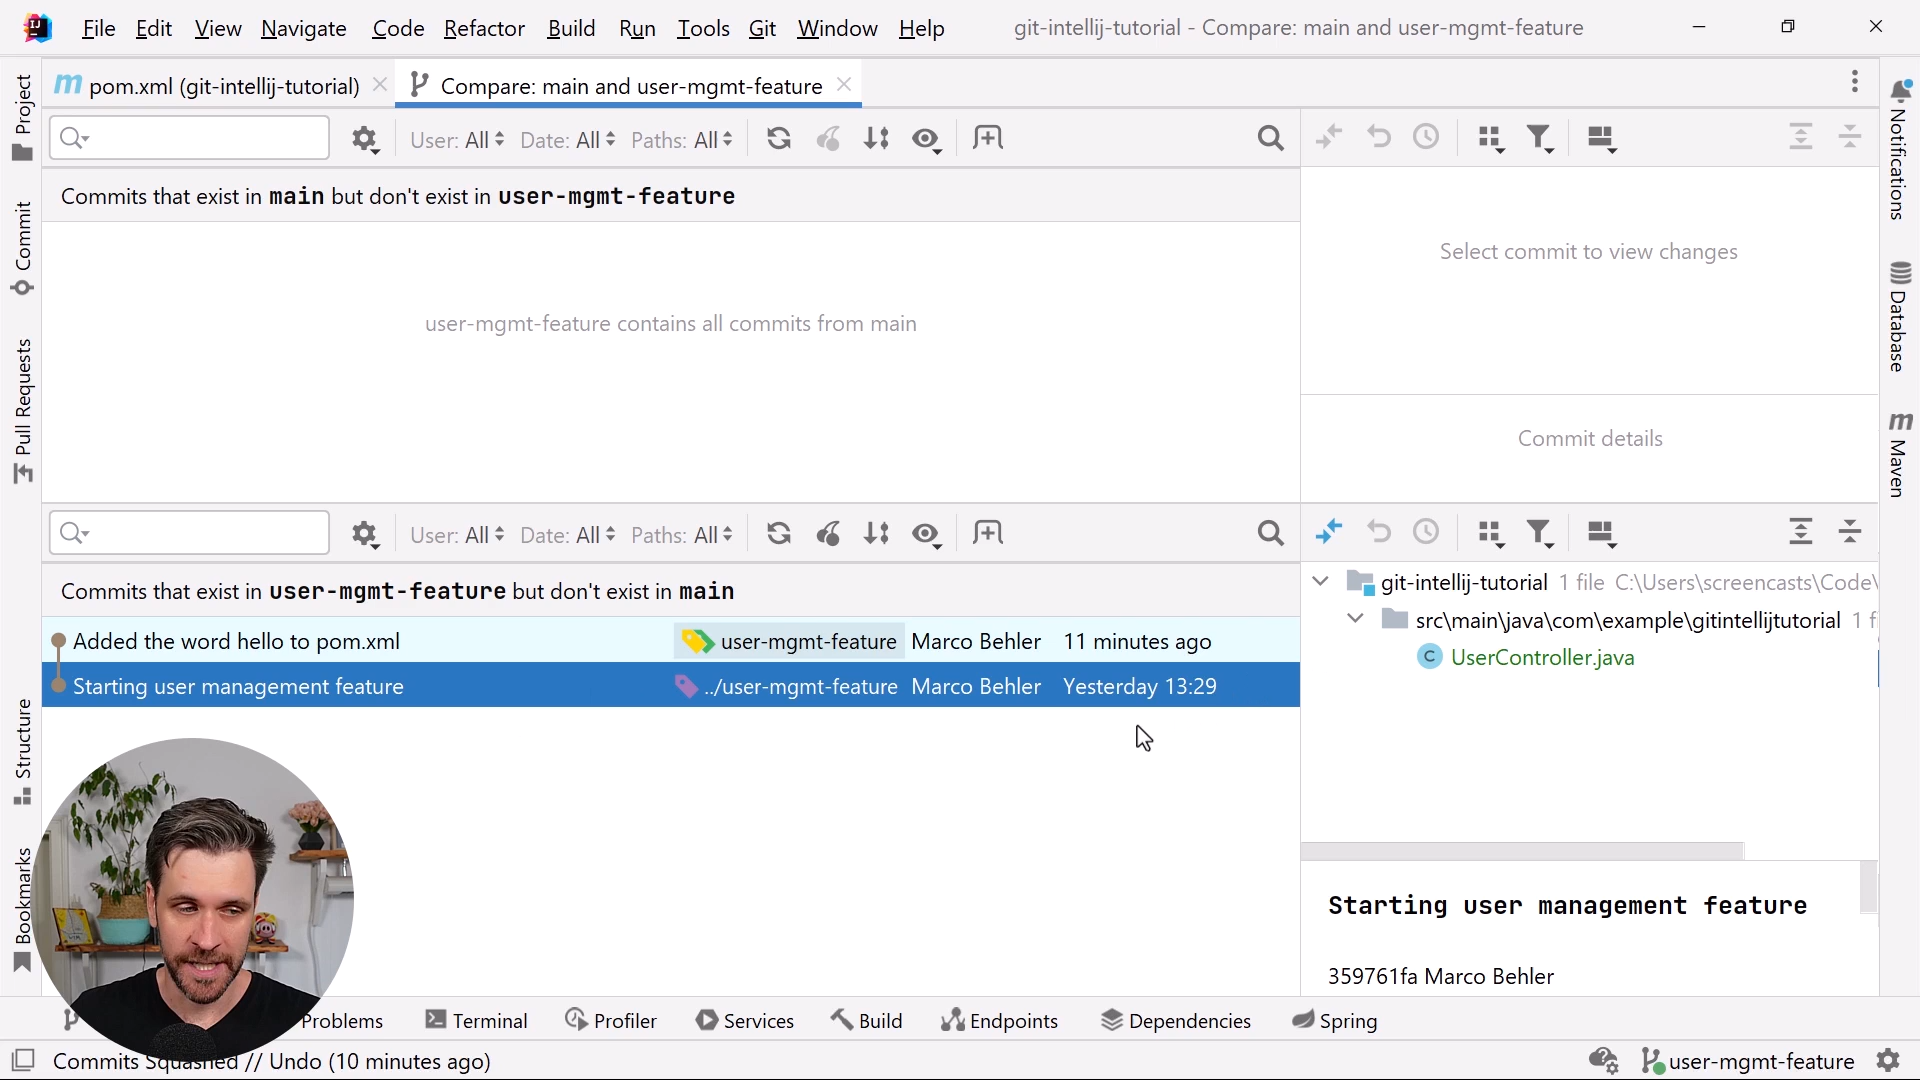 File Edit View Navigate Code Refactor Build Run Tools Git Window Help git-intellij-tutorial - Compare: main and user-mgmt-feature
m pom.xml (git-intellij-tutorial) Compare: main and user-mgmt-feature
User: All Date: All Paths: All
Commits that exist in main but don't exist in user-mgmt-feature
user-mgmt-feature contains all commits from main
Select commit to view changes
Commit details
User: All Date: All Paths: All
Commits that exist in user-mgmt-feature but don't exist in main
Added the word hello to pom.xml user-mgmt-feature Marco Behler 11 minutes ago
Starting user management feature ../user-mgmt-feature Marco Behler Yesterday 13:29
git-intellij-tutorial 1 file C:\Users\screencasts\Code\
src\main\java\com\example\gitintellijtutorial 1
C UserController.java
Starting user management feature
359761fa Marco Behler
Project
Commit
Pull Requests
Structure
Bookmarks
Notifications
Database
m Maven
Problems Terminal Profiler Services Build Endpoints Dependencies Spring
Commits Squashed // Undo (10 minutes ago) user-mgmt-feature